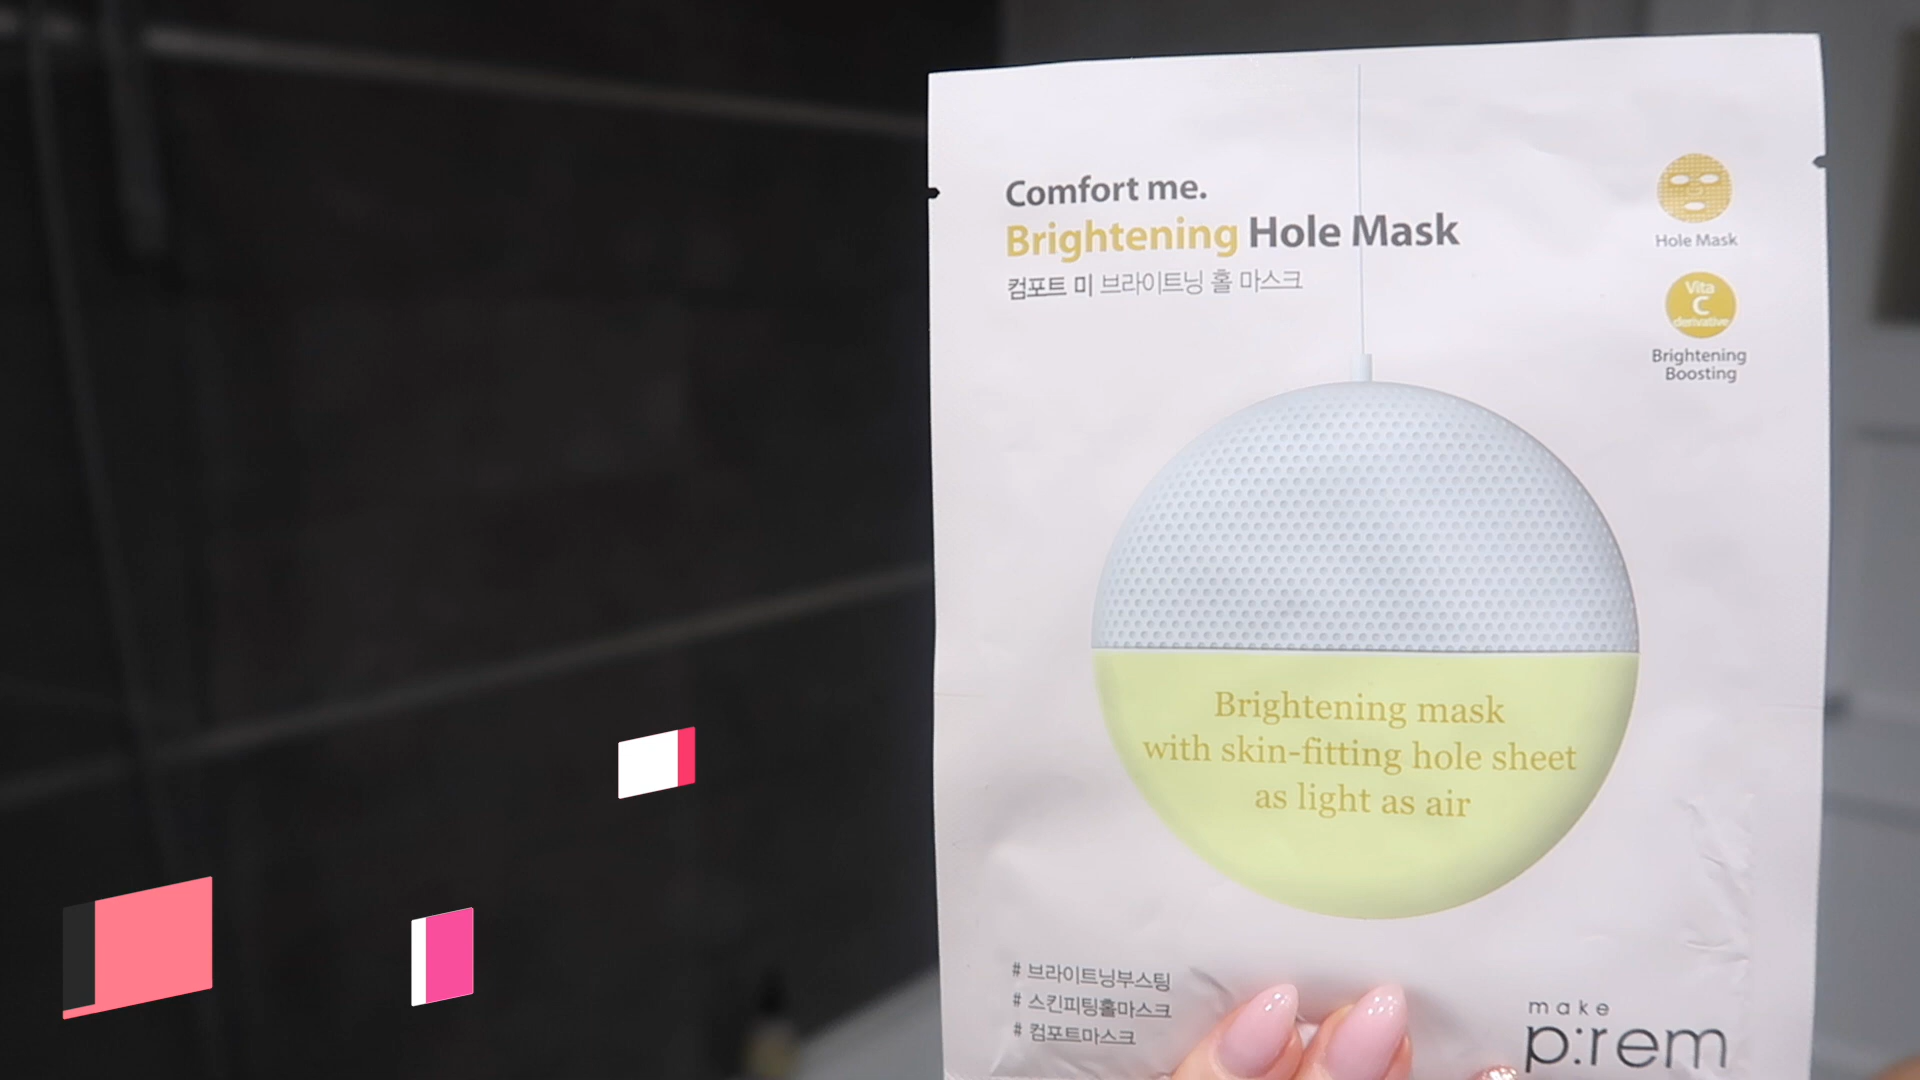 Comfort me.
Brightening Hole Mask
컴포트 미 브라이트닝 홀 마스크
Hole Mask
Vita
C
derivative
Brightening
Boosting
Brightening mask
with skin-fitting hole sheet
as light as air
# 브라이트닝부스팅
# 스킨피팅홀마스크
# 컴포트마스크
make
p:rem